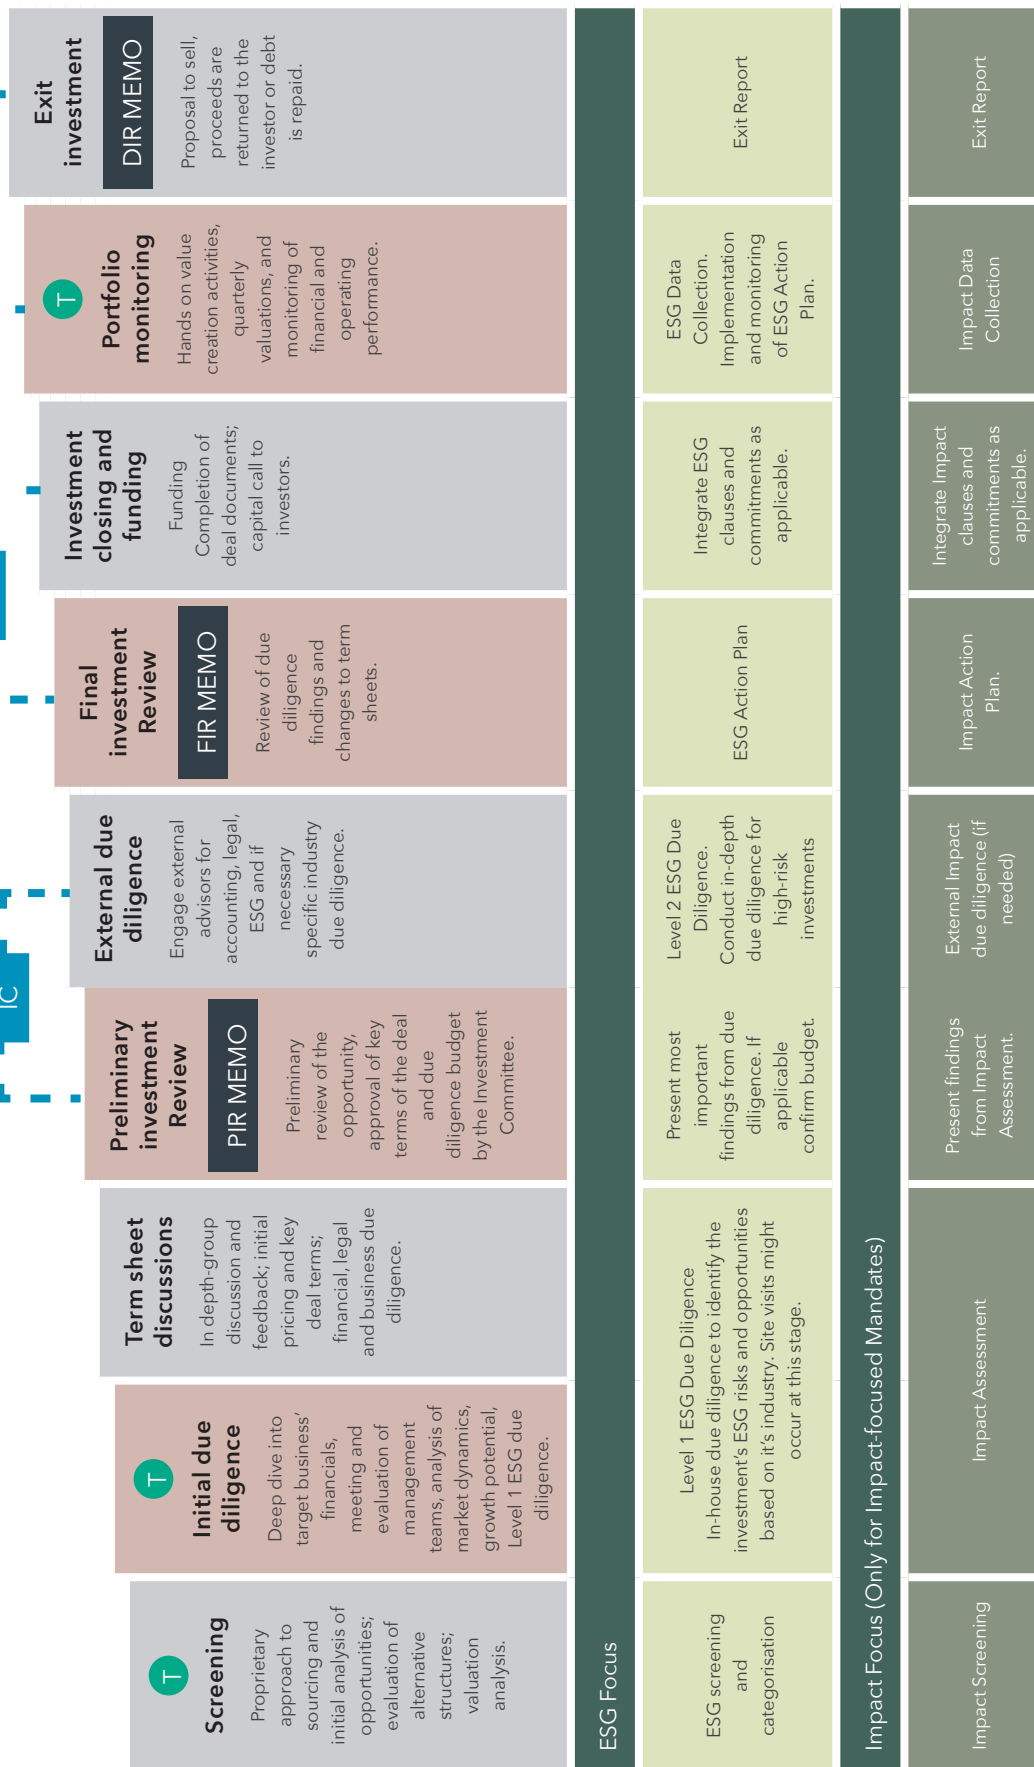 IC
T
Screening
Proprietary
approach to
sourcing and
initial analysis of
opportunities;
evaluation of
alternative
structures;
valuation
analysis.
T
Initial due
diligence
Deep dive into
target business’
financials,
meeting and
evaluation of
management
teams, analysis of
market dynamics,
growth potential,
Level 1 ESG due
diligence.
Term sheet
discussions
In depth-group
discussion and
feedback; initial
pricing and key
deal terms;
financial, legal
and business due
diligence.
Preliminary
investment
Review
PIR MEMO
Preliminary
review of the
opportunity,
approval of key
terms of the deal
and due
diligence budget
by the Investment
Committee.
External due
diligence
Engage external
advisors for
accounting, legal,
ESG and if
necessary
specific industry
due diligence.
Final
investment
Review
FIR MEMO
Review of due
diligence
findings and
changes to term
sheets.
Investment
closing and
funding
Funding
Completion of
deal documents;
capital call to
investors.
T
Portfolio
monitoring
Hands on value
creation activities,
quarterly
valuations, and
monitoring of
financial and
operating
performance.
Exit
investment
DIR MEMO
Proposal to sell,
proceeds are
returned to the
investor or debt
is repaid.
ESG Focus
ESG screening
and
categorisation
Level 1 ESG Due Diligence
In-house due diligence to identify the
investment’s ESG risks and opportunities
based on it’s industry. Site visits might
occur at this stage.
Present most
important
findings from due
diligence. If
applicable
confirm budget.
Level 2 ESG Due
Diligence.
Conduct in-depth
due diligence for
high-risk
investments
ESG Action Plan
Integrate ESG
clauses and
commitments as
applicable.
ESG Data
Collection.
Implementation
and monitoring
of ESG Action
Plan.
Exit Report
Impact Focus (Only for Impact-focused Mandates)
Impact Screening
Impact Assessment
Present findings
from Impact
Assessment.
External Impact
due diligence (if
needed)
Impact Action
Plan.
Integrate Impact
clauses and
commitments as
applicable.
Impact Data
Collection
Exit Report